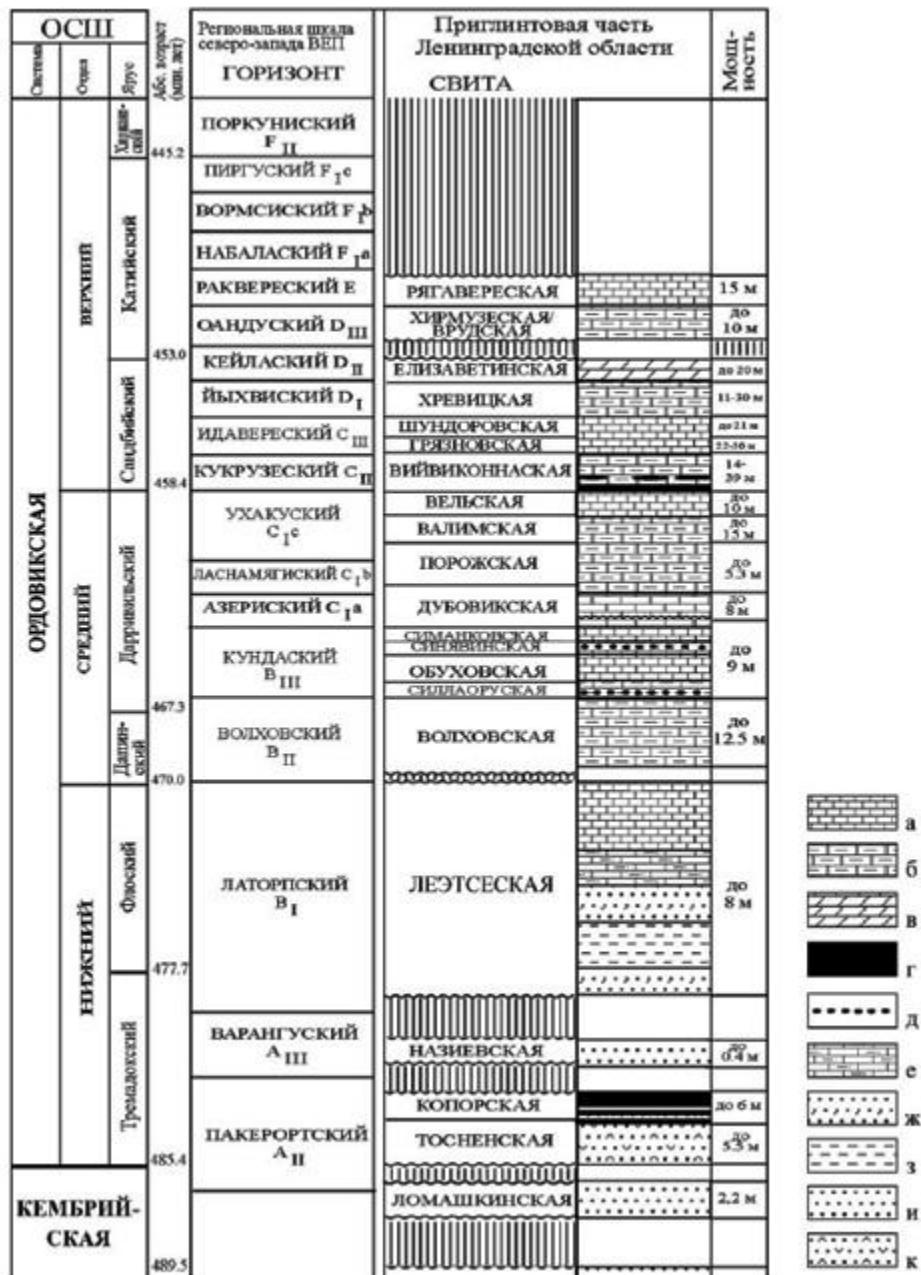 ОСШ
Система
Отдел
Ярус
Абс. возраст
(млн. лет)
Региональная шкала
северо-запада ВЕП
ГОРИЗОНТ
Приглинтовая часть
Ленинградской области
СВИТА
Мощ-
ность
ОРДОВИКСКАЯ
КЕМБРИЙ-
СКАЯ
ВЕРХНИЙ
СРЕДНИЙ
НИЖНИЙ
Катийский
Сандбийский
Дарривильский
Дапин-
ский
Флоский
Тремадокский
445.2
453.0
458.4
467.3
470.0
477.7
485.4
489.5
ПОРКУНИСКИЙ
F II
ПИРГУСКИЙ F I c
ВОРМСИСКИЙ F I b
НАБАЛАСКИЙ F I a
РАКВЕРЕСКИЙ E
ОАНДУСКИЙ D III
КЕЙЛАСКИЙ D II
ЙЫХВИСКИЙ D I
ИДАВЕРЕСКИЙ C III
КУКРУЗЕСКИЙ C II
УХАКУСКИЙ
C I c
ЛАСНАМЯГИСКИЙ C I b
АЗЕРИСКИЙ C I a
КУНДАСКИЙ
B III
ВОЛХОВСКИЙ
B II
ЛАТОРПСКИЙ
B I
ВАРАНГУСКИЙ
A III
ПАКЕРОРТСКИЙ
A II
РЯГАВЕРЕСКАЯ
ХИРМУЗЕСКАЯ/
ВРУДСКАЯ
ЕЛИЗАВЕТИНСКАЯ
ХРЕВИЦКАЯ
ШУНДОРОВСКАЯ
ГРЯЗНОВСКАЯ
ВИЙВИКОННАСКАЯ
ВЕЛЬСКАЯ
ВАЛИМСКАЯ
ПОРОЖСКАЯ
ДУБОВИКСКАЯ
СИМАНКОВСКАЯ
СИНЯВИНСКАЯ
ОБУХОВСКАЯ
СИЛЛАОРУСКАЯ
ВОЛХОВСКАЯ
ЛЕЭТСЕСКАЯ
НАЗИЕВСКАЯ
КОПОРСКАЯ
ТОСНЕНСКАЯ
ЛОМАШКИНСКАЯ
15 м
до
10 м
до 20 м
11-30 м
до 21 м
14-
39 м
до
10 м
до
15 м
до
5.3 м
до
8 м
до
9 м
до
12.5 м
до
8 м
до
0.4 м
до 6 м
до
5.5 м
2,2 м
а
б
в
г
д
е
ж
з
и
к